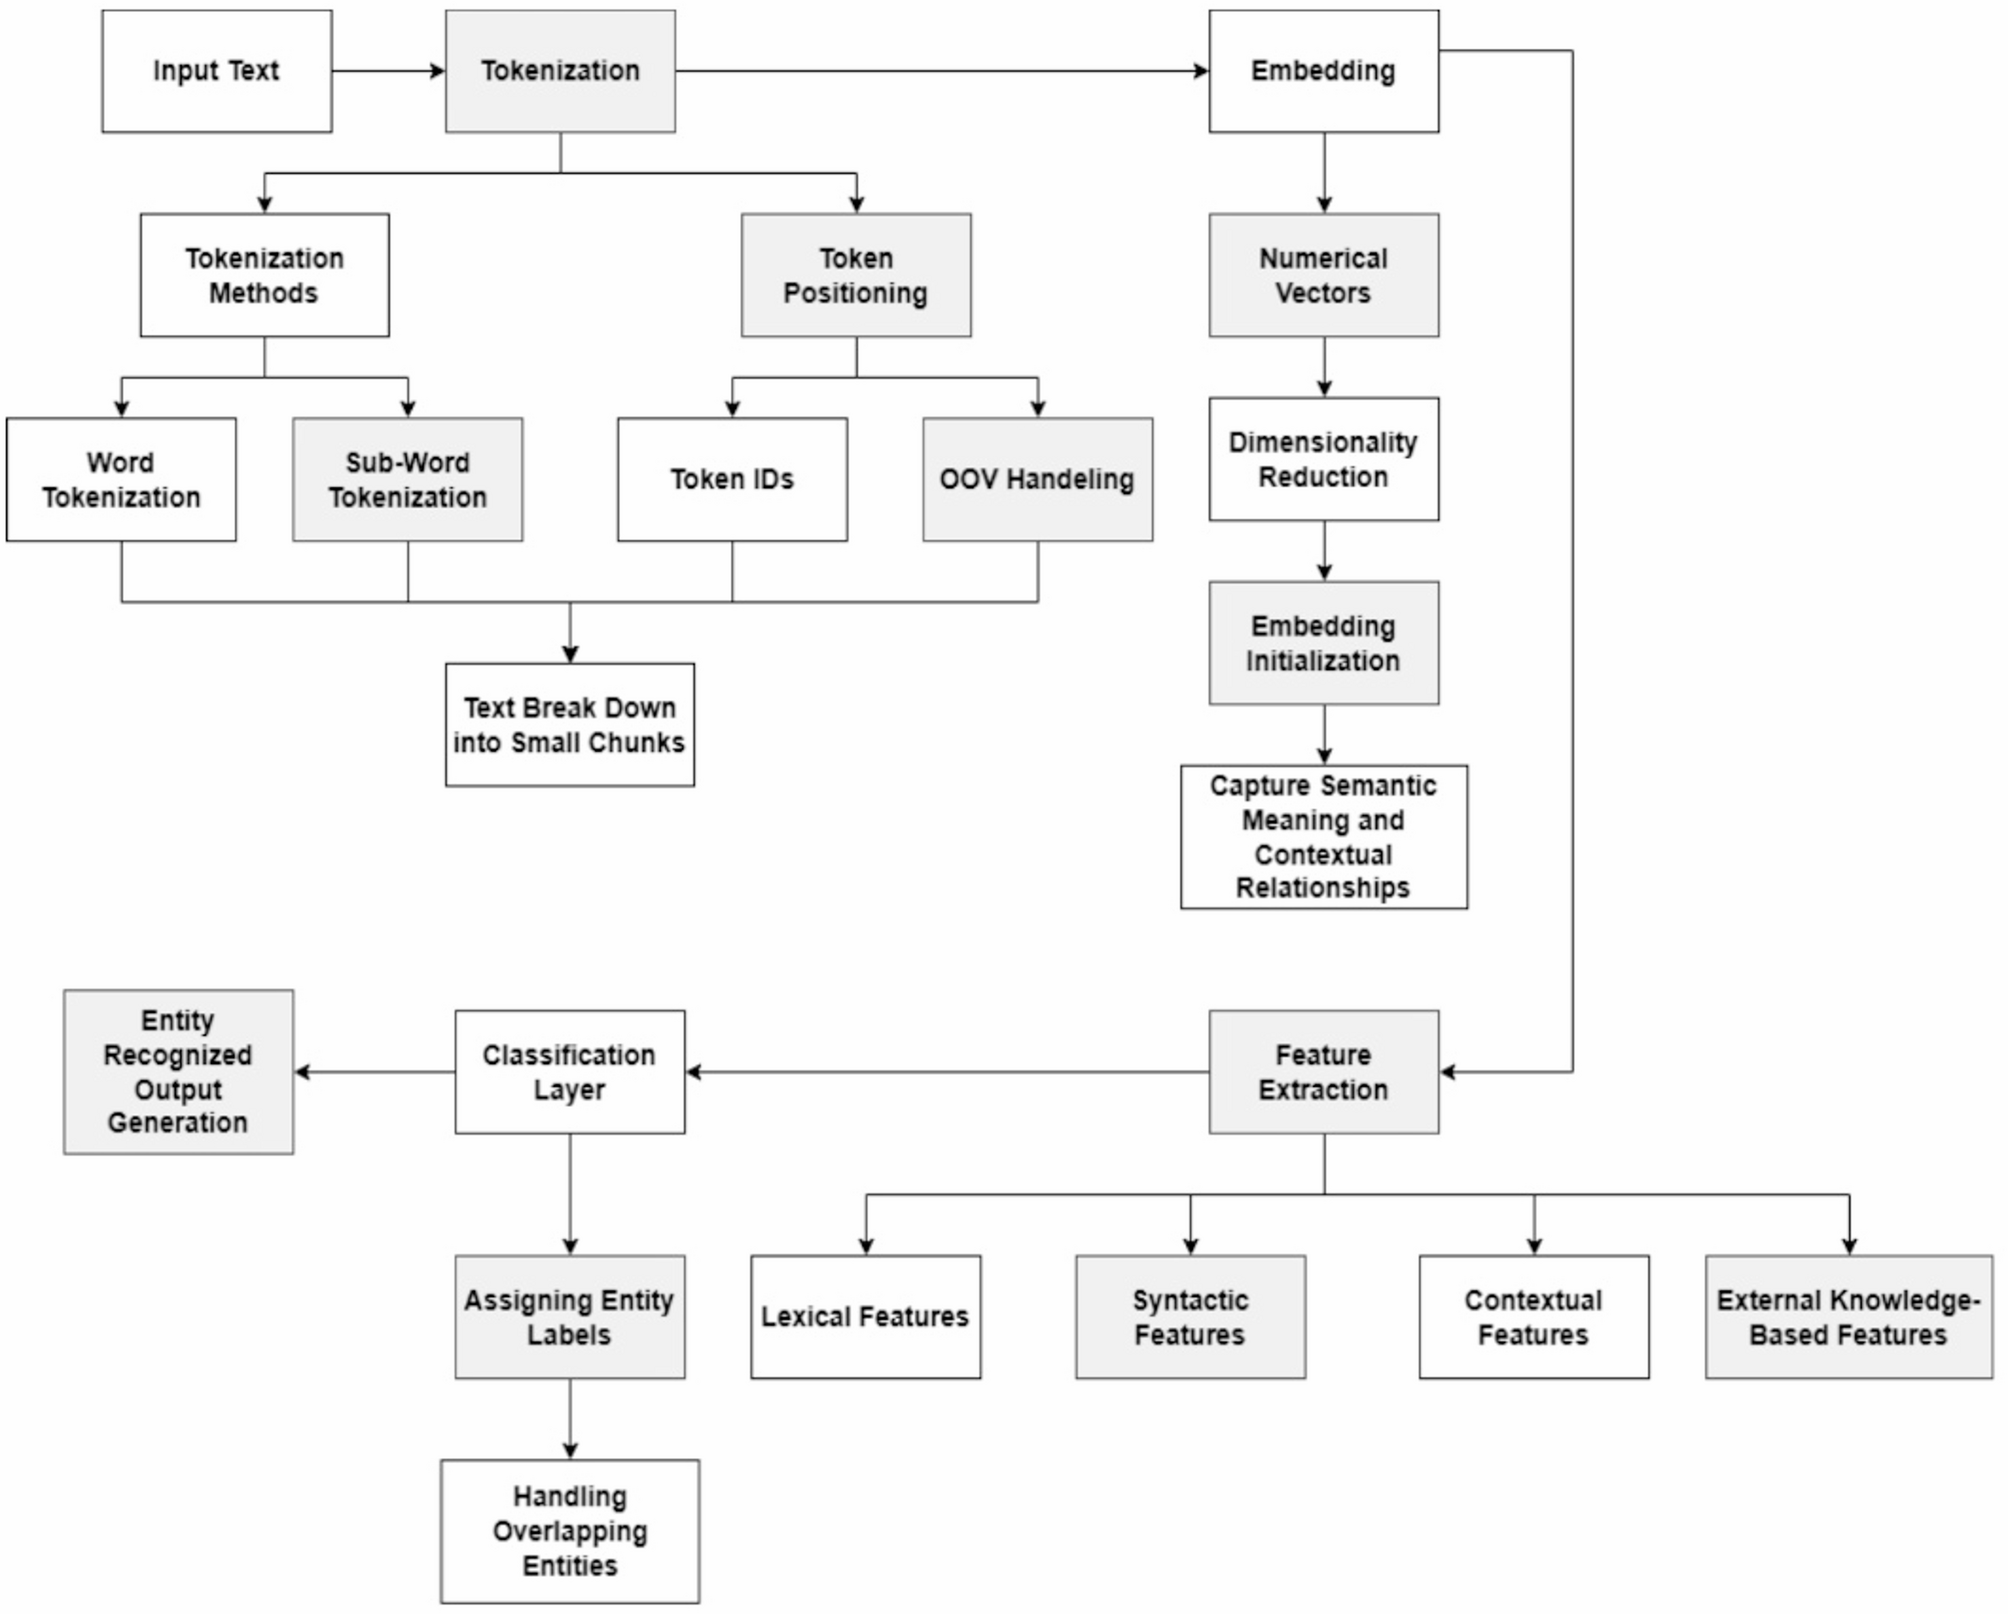 Input Text
Tokenization
Embedding
Tokenization
Methods
Token
Positioning
Numerical
Vectors
Word
Tokenization
Sub-Word
Tokenization
Token IDs
OOV Handeling
Dimensionality
Reduction
Embedding
Initialization
Text Break Down
into Small Chunks
Capture Semantic
Meaning and
Contextual
Relationships
Entity
Recognized
Output
Generation
Classification
Layer
Feature
Extraction
Assigning Entity
Labels
Lexical Features
Syntactic
Features
Contextual
Features
External Knowledge-
Based Features
Handling
Overlapping
Entities